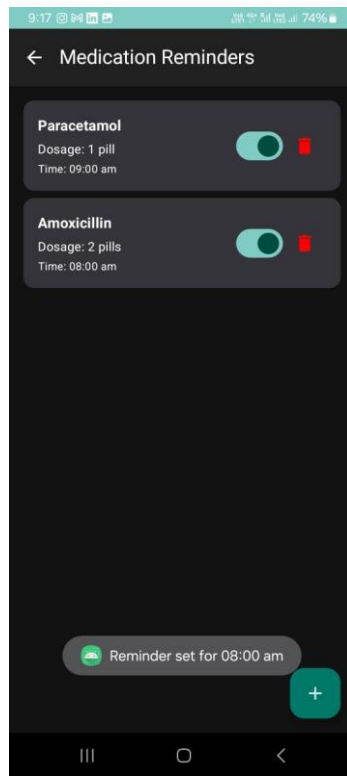 9:17 74%
Medication Reminders
Paracetamol
Dosage: 1 pill
Time: 09:00 am
Amoxicillin
Dosage: 2 pills
Time: 08:00 am
Reminder set for 08:00 am
+